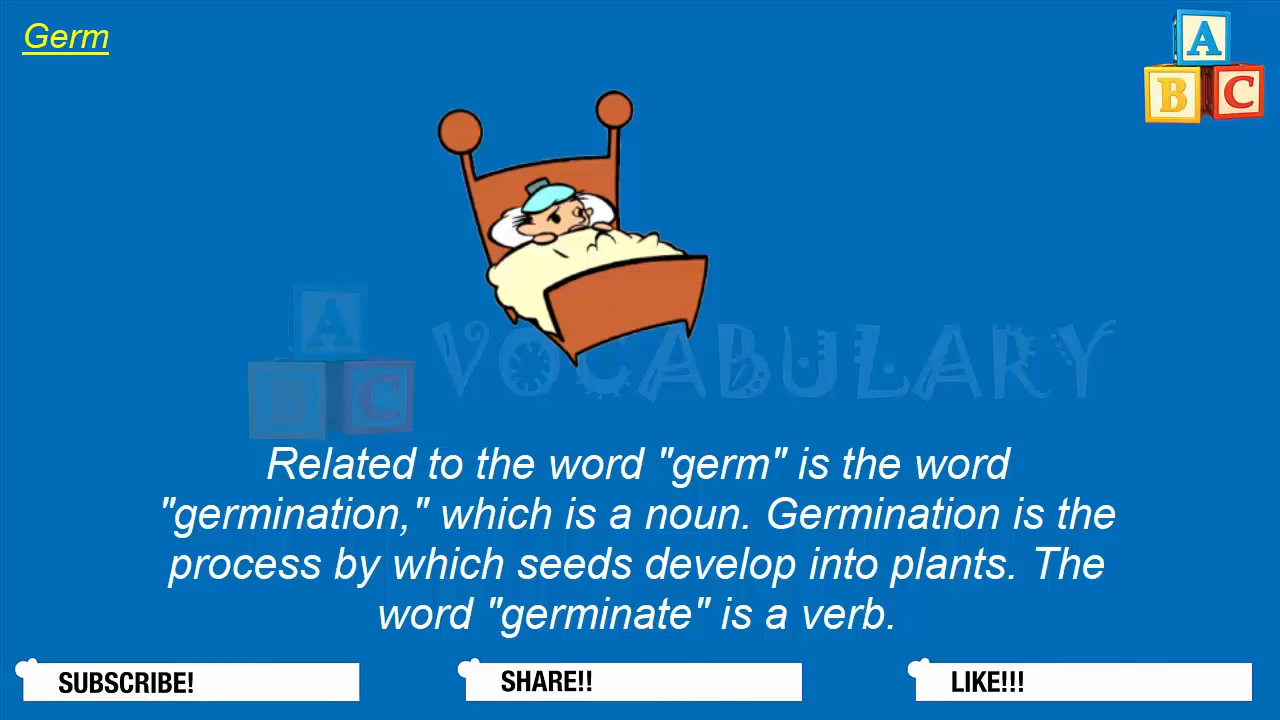 Germ
A
B C
A
B C
VOCABULARY
Related to the word "germ" is the word
"germination," which is a noun. Germination is the
process by which seeds develop into plants. The
word "germinate" is a verb.
SUBSCRIBE!
SHARE!!
LIKE!!!